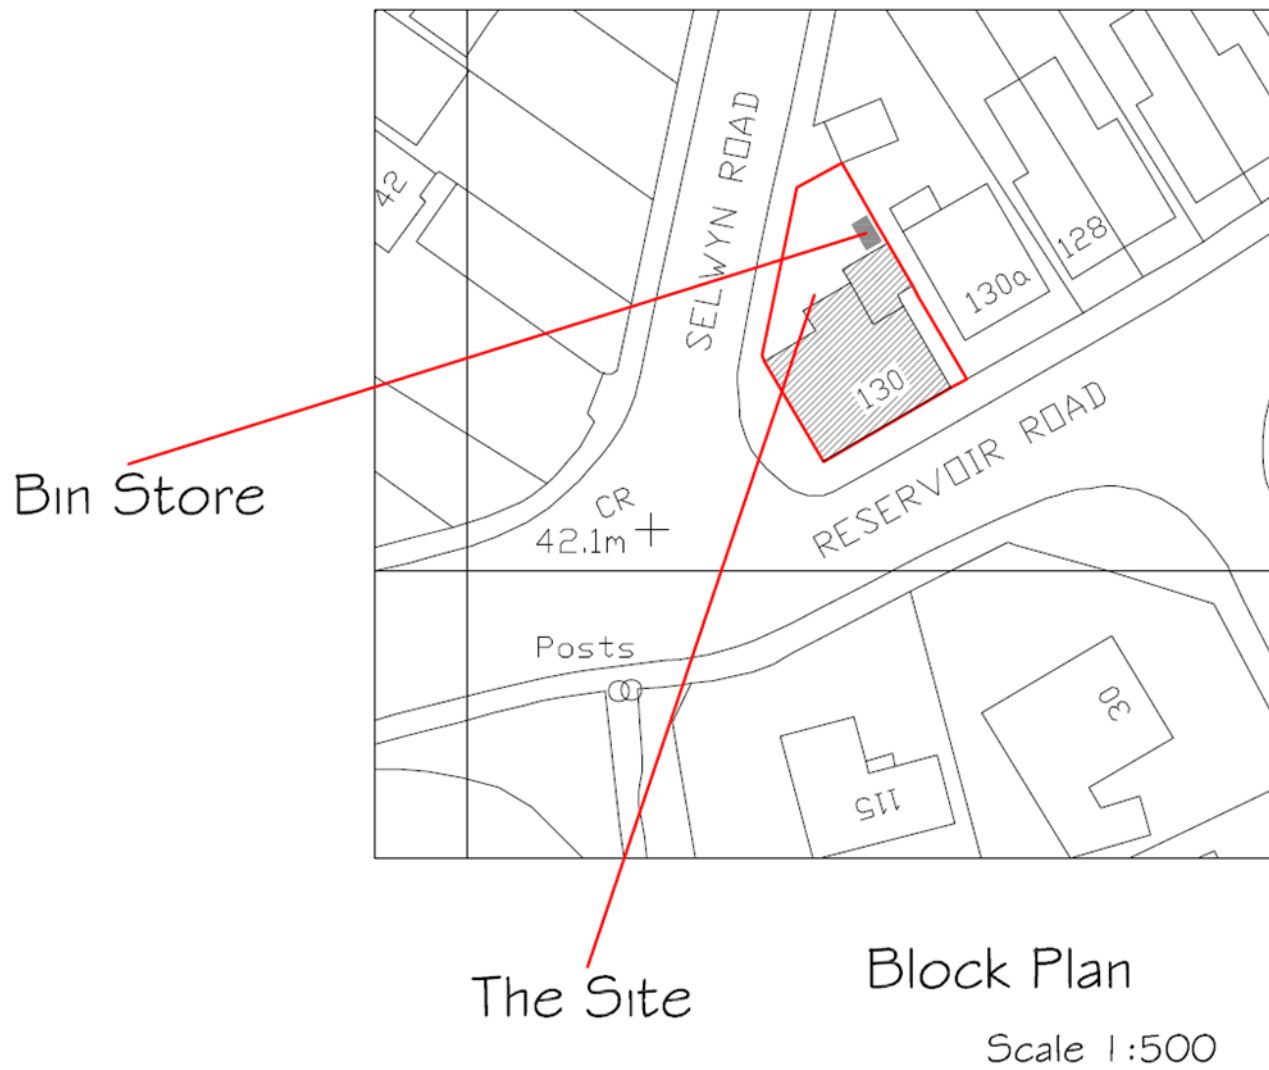 42
SELWYN ROAD
128
130a
130
RESERVOIR ROAD
Bin Store
CR
42.1m
Posts
30
115
The Site
Block Plan
Scale 1:500